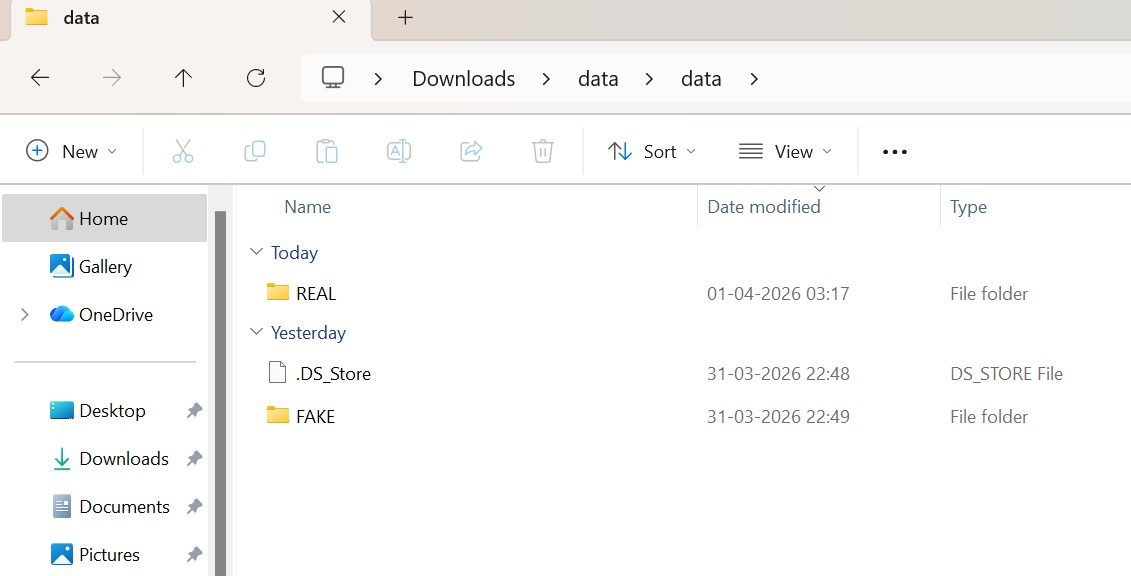 data
Downloads data data
New Sort View
Home
Gallery
OneDrive
Desktop
Downloads
Documents
Pictures
Name Date modified Type
Today
REAL 01-04-2026 03:17 File folder
Yesterday
.DS_Store 31-03-2026 22:48 DS_STORE File
FAKE 31-03-2026 22:49 File folder